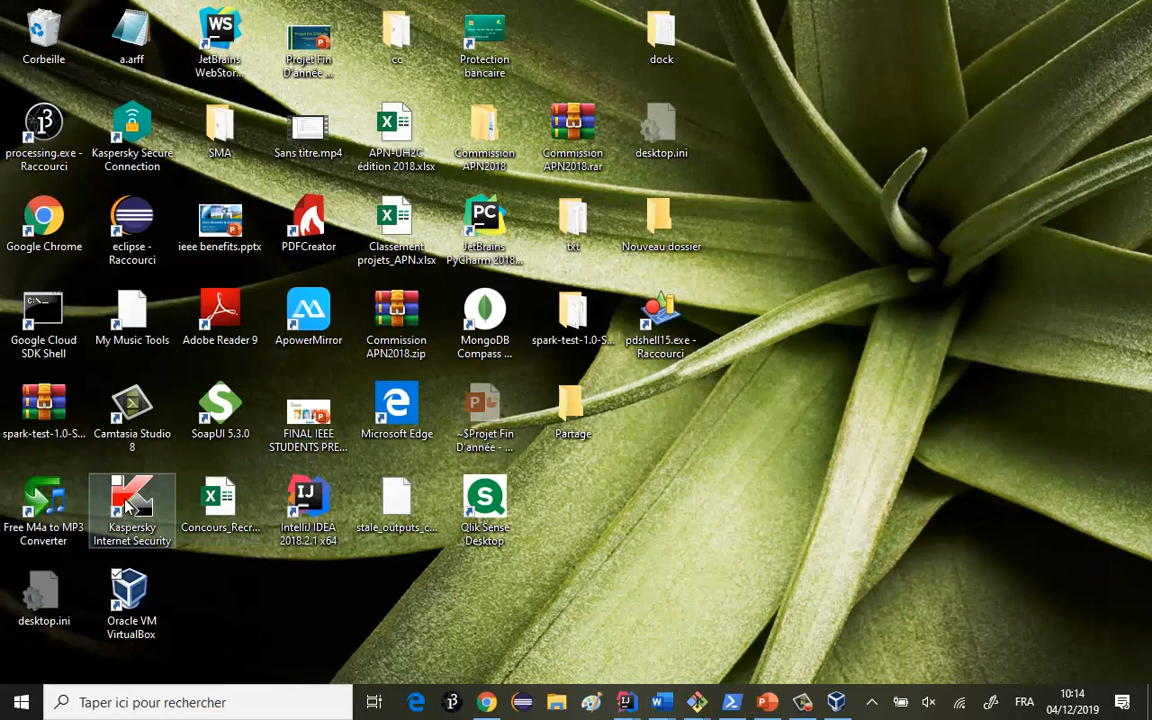 Corbeille
a.arff
JetBrains
WebStor...
Projet Fin
D'année ...
cc
Protection
bancaire
dock
processing.exe -
Raccourci
Kaspersky Secure
Connection
SMA
Sans titre.mp4
APN-UH2C
édition 2018.xlsx
Commission
APN2018
Commission
APN2018.rar
desktop.ini
Google Chrome
eclipse -
Raccourci
ieee benefits.pptx
PDFCreator
Classement
projets_APN.xlsx
JetBrains
PyCharm 2018...
txt
Nouveau dossier
Google Cloud
SDK Shell
My Music Tools
Adobe Reader 9
ApowerMirror
Commission
APN2018.zip
MongoDB
Compass ...
spark-test-1.0-S...
pdshell15.exe -
Raccourci
spark-test-1.0-S...
Camtasia Studio
8
SoapUI 5.3.0
FINAL IEEE
STUDENTS PRE...
Microsoft Edge
~$Projet Fin
D'année - ...
Partage
Free M4a to MP3
Converter
Kaspersky
Internet Security
Concours_Recr...
IntelliJ IDEA
2018.2.1 x64
stale_outputs_c...
Qlik Sense
Desktop
desktop.ini
Oracle VM
VirtualBox
Taper ici pour rechercher
FRA
10:14
04/12/2019